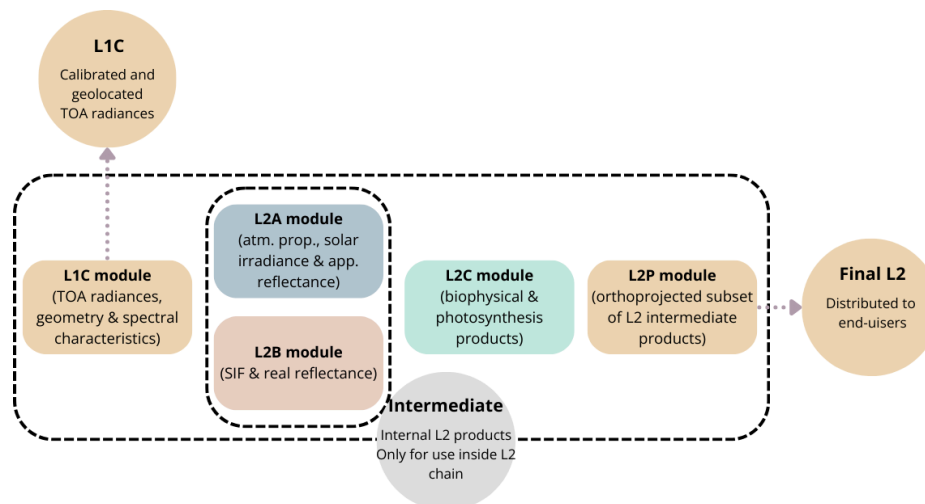 L1C
Calibrated and
geolocated
TOA radiances
L1C module
(TOA radiances,
geometry & spectral
characteristics)
L2A module
(atm. prop., solar
irradiance & app.
reflectance)
L2B module
(SIF & real reflectance)
L2C module
(biophysical &
photosynthesis
products)
L2P module
(orthoprojected subset
of L2 intermediate
products)
Final L2
Distributed to
end-uisers
Intermediate
Internal L2 products
Only for use inside L2
chain